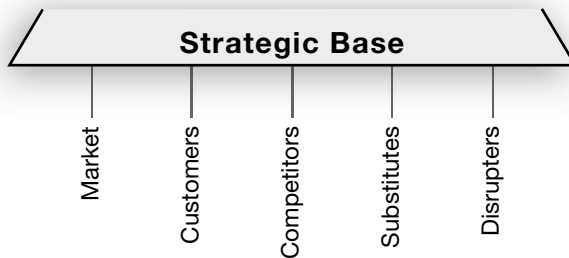 Strategic Base
Market
Customers
Competitors
Substitutes
Disrupters